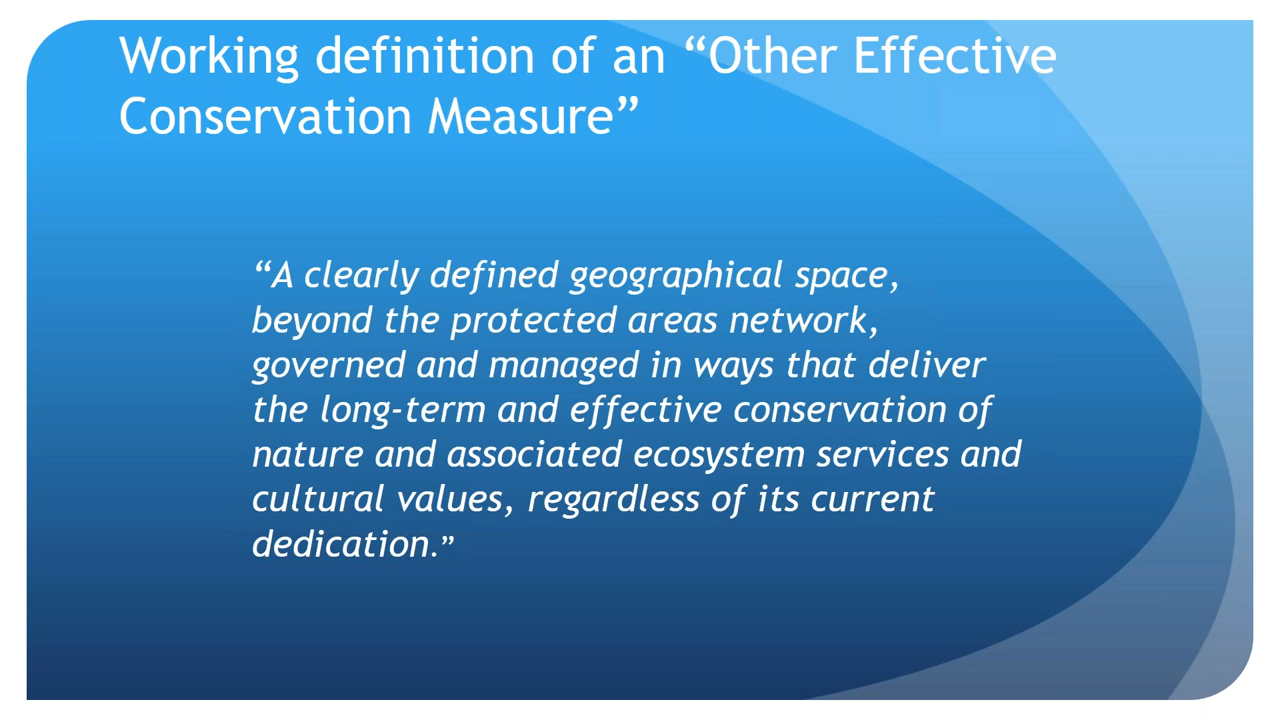 Working definition of an “Other Effective
Conservation Measure”
“A clearly defined geographical space,
beyond the protected areas network,
governed and managed in ways that deliver
the long-term and effective conservation of
nature and associated ecosystem services and
cultural values, regardless of its current
dedication.”